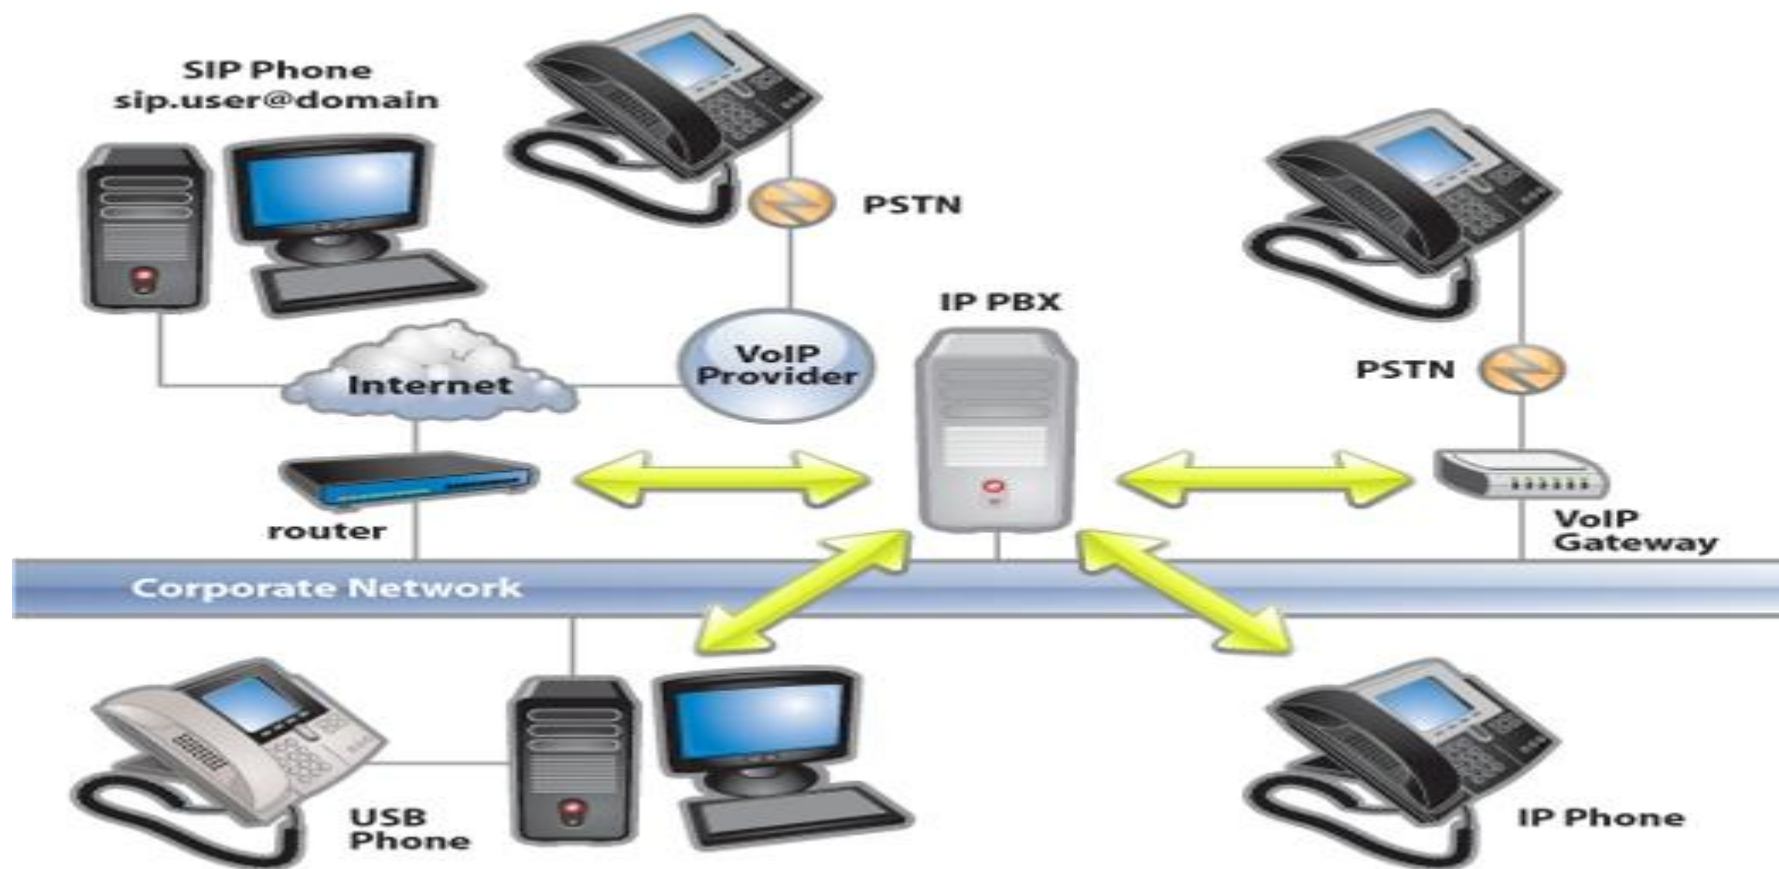 SIP Phone
sip.user@domain
PSTN
IP PBX
VoIP
Provider
Internet
PSTN
router
VoIP
Gateway
Corporate Network
USB
Phone
IP Phone